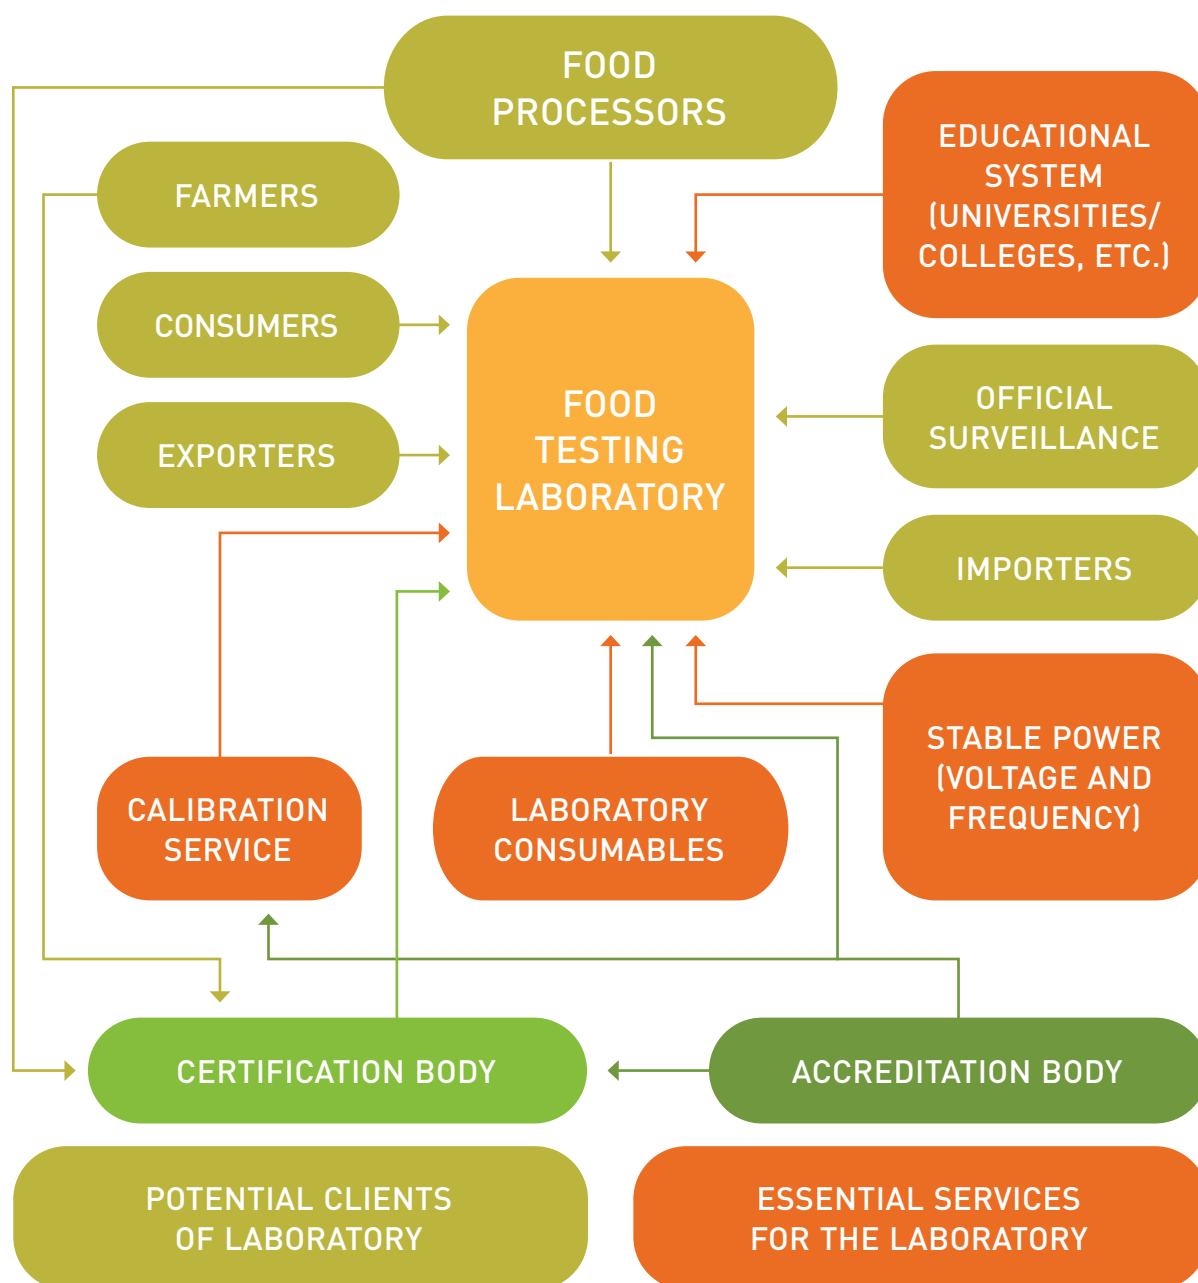 FOOD
PROCESSORS
FARMERS
EDUCATIONAL
SYSTEM
(UNIVERSITIES/
COLLEGES, ETC.)
CONSUMERS
EXPORTERS
FOOD
TESTING
LABORATORY
OFFICIAL
SURVEILLANCE
IMPORTERS
CALIBRATION
SERVICE
LABORATORY
CONSUMABLES
STABLE POWER
(VOLTAGE AND
FREQUENCY)
CERTIFICATION BODY
ACCREDITATION BODY
POTENTIAL CLIENTS
OF LABORATORY
ESSENTIAL SERVICES
FOR THE LABORATORY